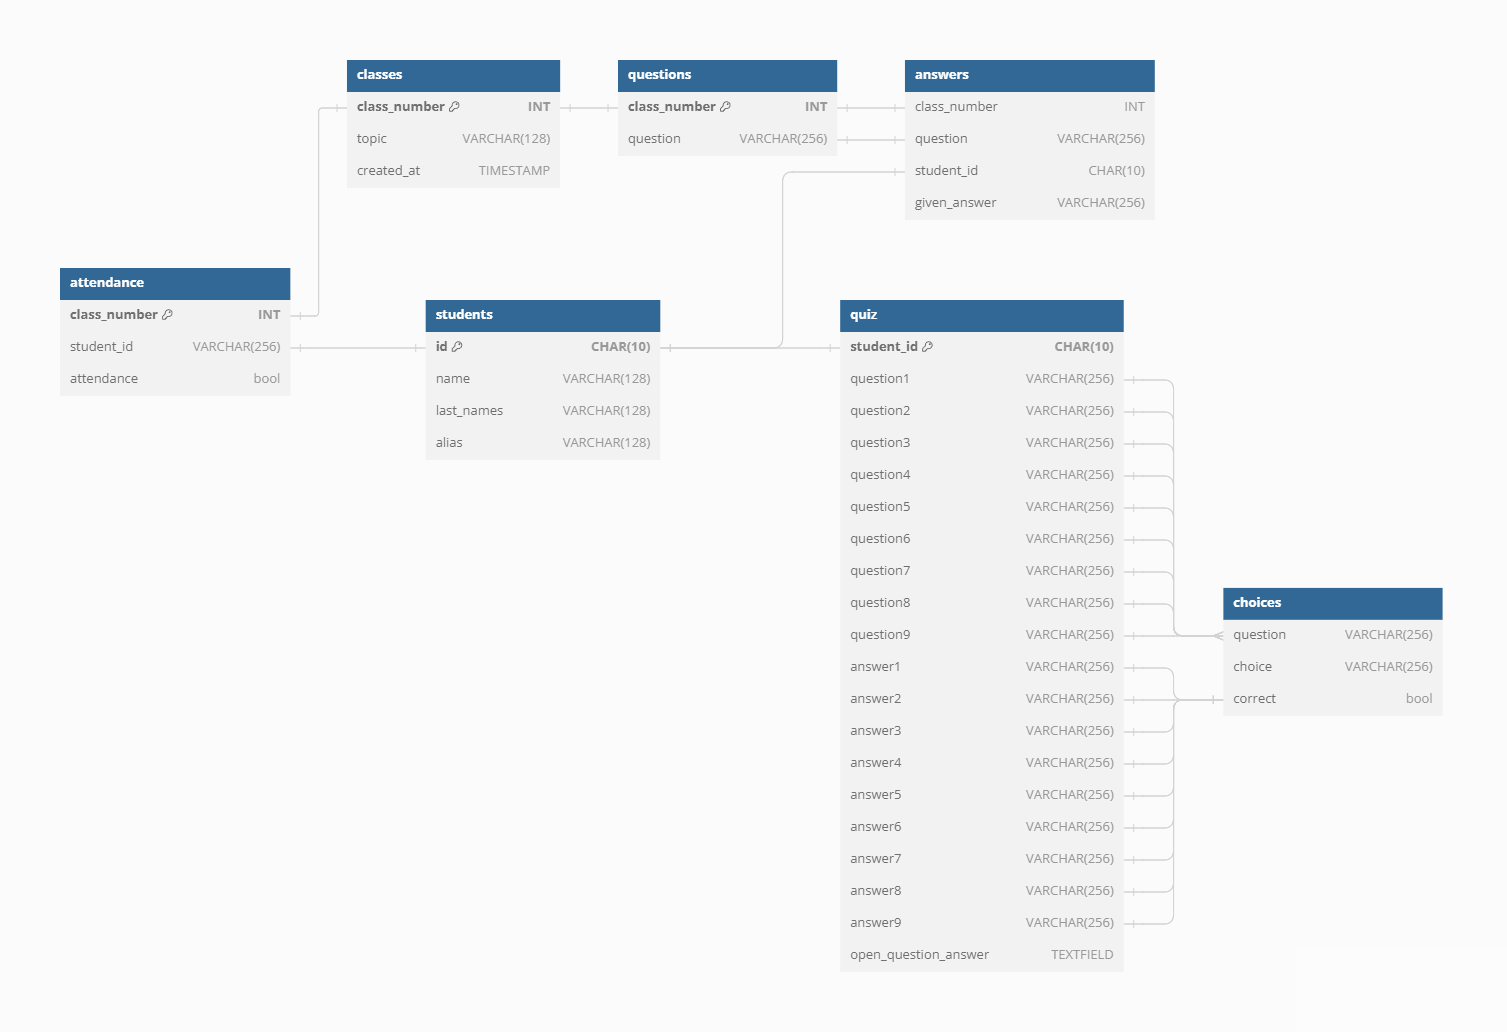 classes
class_number INT
topic VARCHAR(128)
created_at TIMESTAMP
questions
class_number INT
question VARCHAR(256)
answers
class_number INT
question VARCHAR(256)
student_id CHAR(10)
given_answer VARCHAR(256)
attendance
class_number INT
student_id VARCHAR(256)
attendance bool
students
id CHAR(10)
name VARCHAR(128)
last_names VARCHAR(128)
alias VARCHAR(128)
quiz
student_id CHAR(10)
question1 VARCHAR(256)
question2 VARCHAR(256)
question3 VARCHAR(256)
question4 VARCHAR(256)
question5 VARCHAR(256)
question6 VARCHAR(256)
question7 VARCHAR(256)
question8 VARCHAR(256)
question9 VARCHAR(256)
answer1 VARCHAR(256)
answer2 VARCHAR(256)
answer3 VARCHAR(256)
answer4 VARCHAR(256)
answer5 VARCHAR(256)
answer6 VARCHAR(256)
answer7 VARCHAR(256)
answer8 VARCHAR(256)
answer9 VARCHAR(256)
open_question_answer TEXTFIELD
choices
question VARCHAR(256)
choice VARCHAR(256)
correct bool